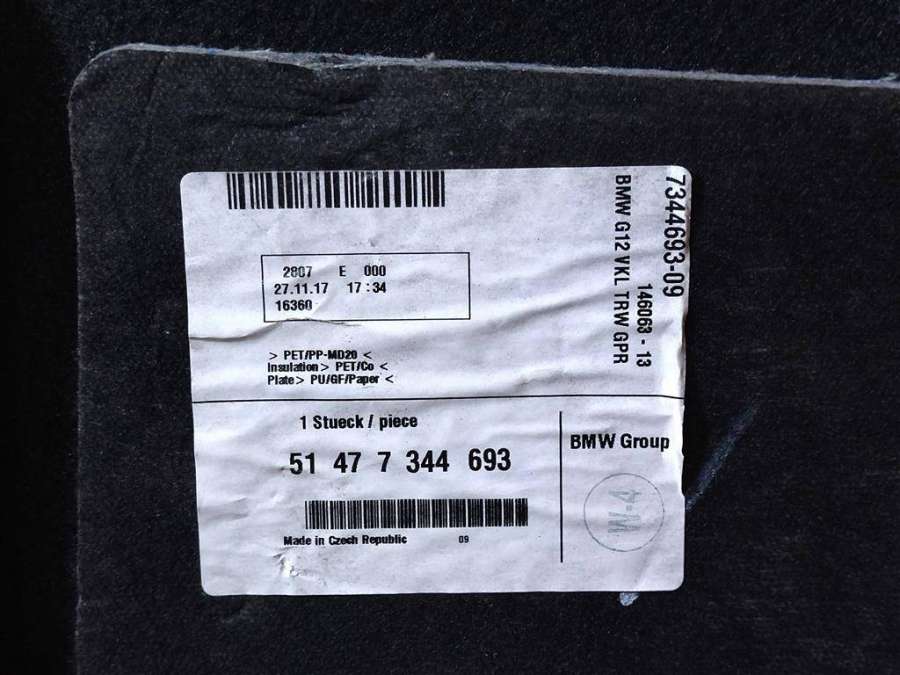 2807 E 000
27.11.17 17:34
16360
> PET/PP-MD20 <
Insulation > PET/Co <
Plate > PU/GF/Paper <
7344693-09
146063 - 13
BMW G12 VKL TRW GPR
1 Stueck / piece
51 47 7 344 693
Made in Czech Republic 09
BMW Group
W-4